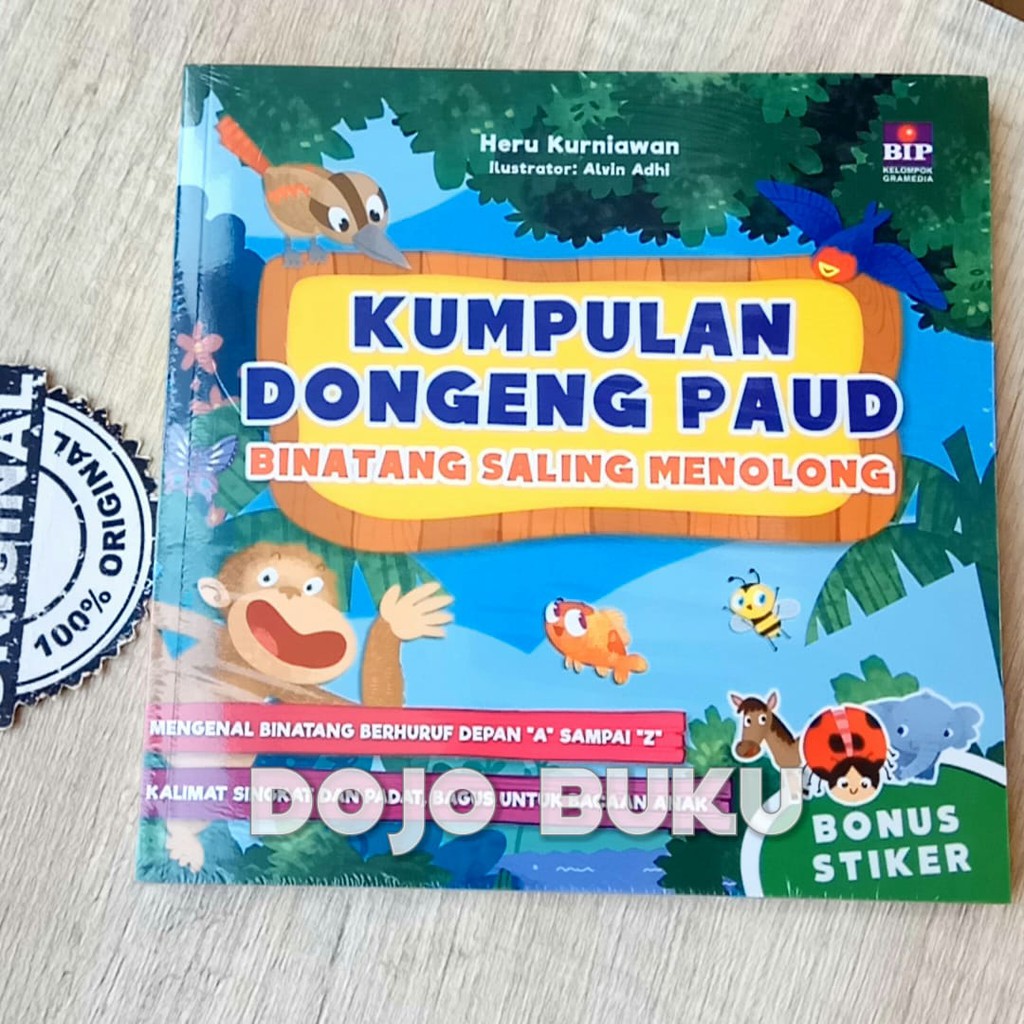 Heru Kurniawan
Ilustrator: Alvin Adhi
BIP
KELOMPOK
GRAMEDIA
KUMPULAN
DONGENG PAUD
BINATANG SALING MENOLONG
MENGENAL BINATANG BERHURUF DEPAN "A" SAMPAI "Z"
KALIMAT SINGKAT DAN PADAT, BAGUS UNTUK BACAAN ANAK
DOJO BUKU
BONUS
STIKER
ORIGINAL
100% ORIGINAL